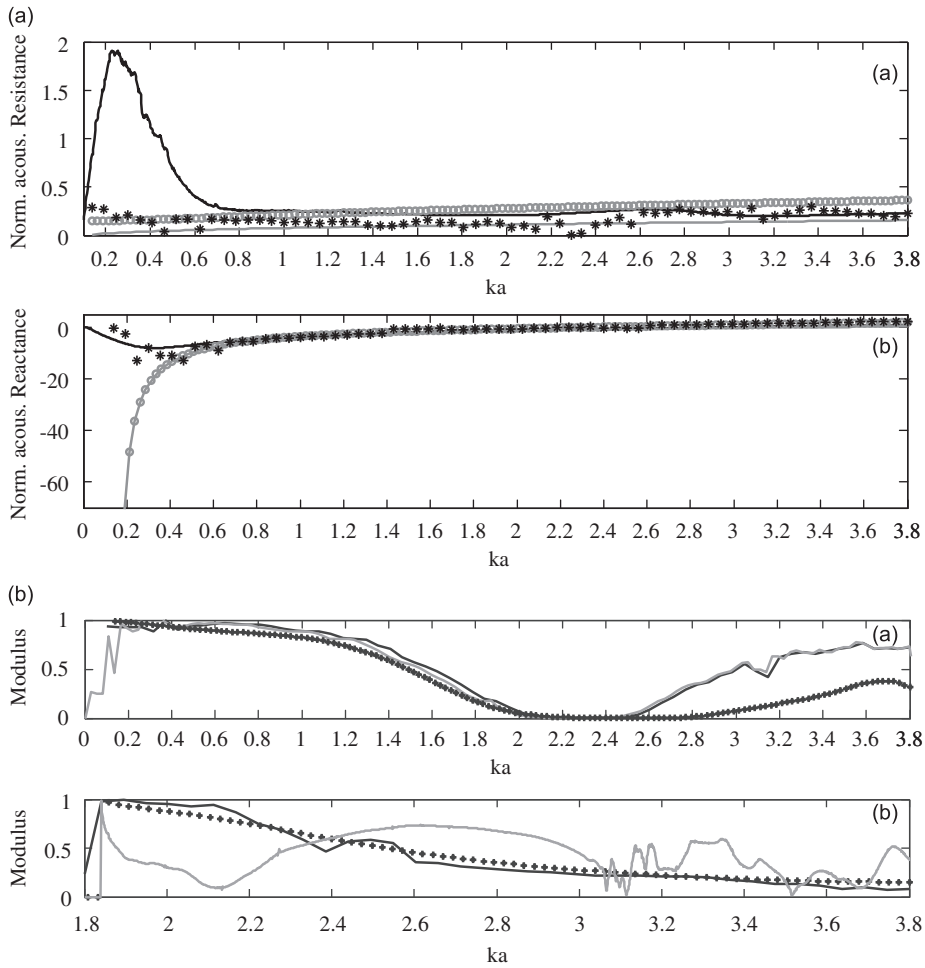 (a)
Norm. acous. Resistance
2
1.5
1
0.5
0
(a)
0.2 0.4 0.6 0.8 1 1.2 1.4 1.6 1.8 2 2.2 2.4 2.6 2.8 3 3.2 3.4 3.6 3.8
ka
Norm. acous. Reactance
0
-20
-40
-60
(b)
0 0.2 0.4 0.6 0.8 1 1.2 1.4 1.6 1.8 2 2.2 2.4 2.6 2.8 3 3.2 3.4 3.6 3.8
ka
(b)
Modulus
1
0.5
0
(a)
0 0.2 0.4 0.6 0.8 1 1.2 1.4 1.6 1.8 2 2.2 2.4 2.6 2.8 3 3.2 3.4 3.6 3.8
ka
Modulus
1
0.5
0
(b)
1.8 2 2.2 2.4 2.6 2.8 3 3.2 3.4 3.6 3.8
ka